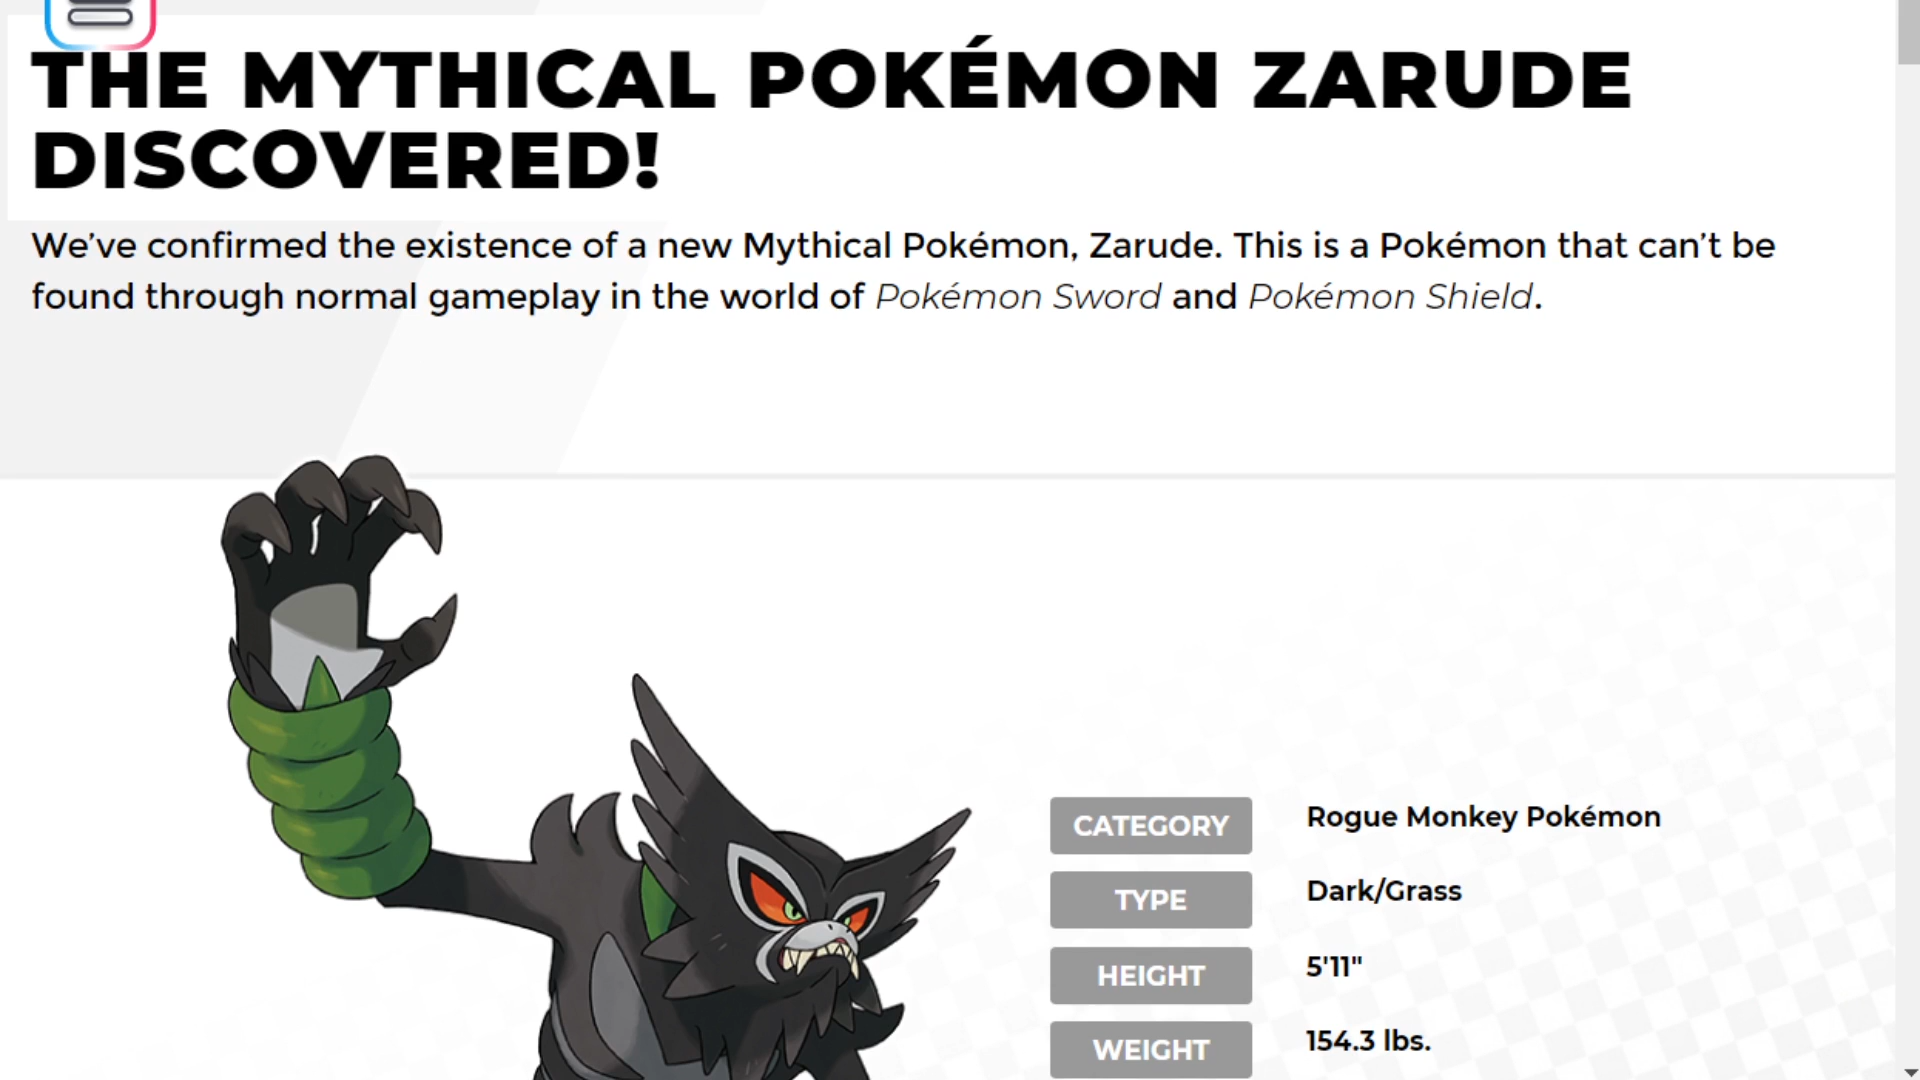 THE MYTHICAL POKÉMON ZARUDE
DISCOVERED!
We’ve confirmed the existence of a new Mythical Pokémon, Zarude. This is a Pokémon that can’t be
found through normal gameplay in the world of Pokémon Sword and Pokémon Shield.
CATEGORY Rogue Monkey Pokémon
TYPE Dark/Grass
HEIGHT 5'11"
WEIGHT 154.3 lbs.